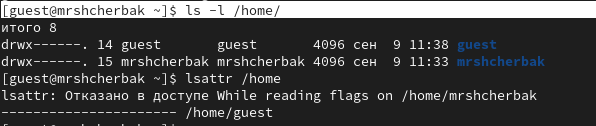 [guest@mrshcherbak ~]$ ls -l /home/
итого 8
drwx------. 14 guest       guest       4096 сен  9 11:38 guest
drwx------. 15 mrshcherbak mrshcherbak 4096 сен  9 11:33 mrshcherbak
[guest@mrshcherbak ~]$ lsattr /home
lsattr: Отказано в доступе While reading flags on /home/mrshcherbak
---------------------- /home/guest